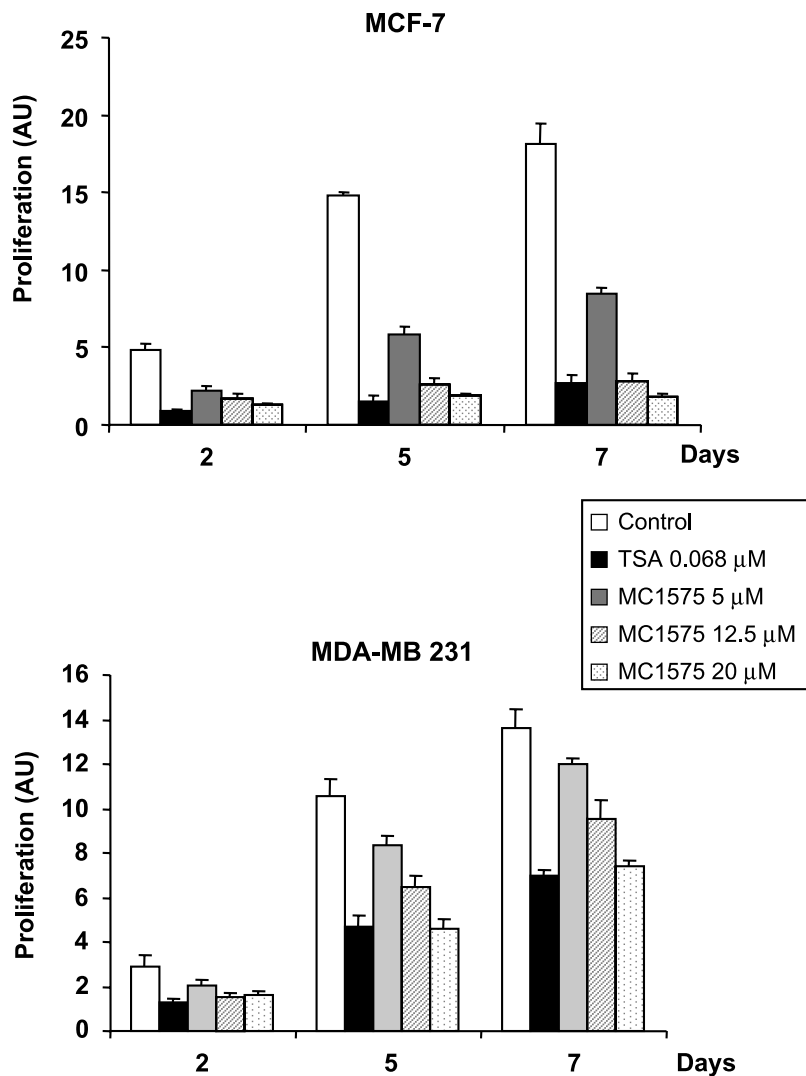 MCF-7
Proliferation (AU)
25
20
15
10
5
0
2 5 7 Days
Control
TSA 0.068 μM
MC1575 5 μM
MC1575 12.5 μM
MC1575 20 μM
MDA-MB 231
Proliferation (AU)
16
14
12
10
8
6
4
2
0
2 5 7 Days